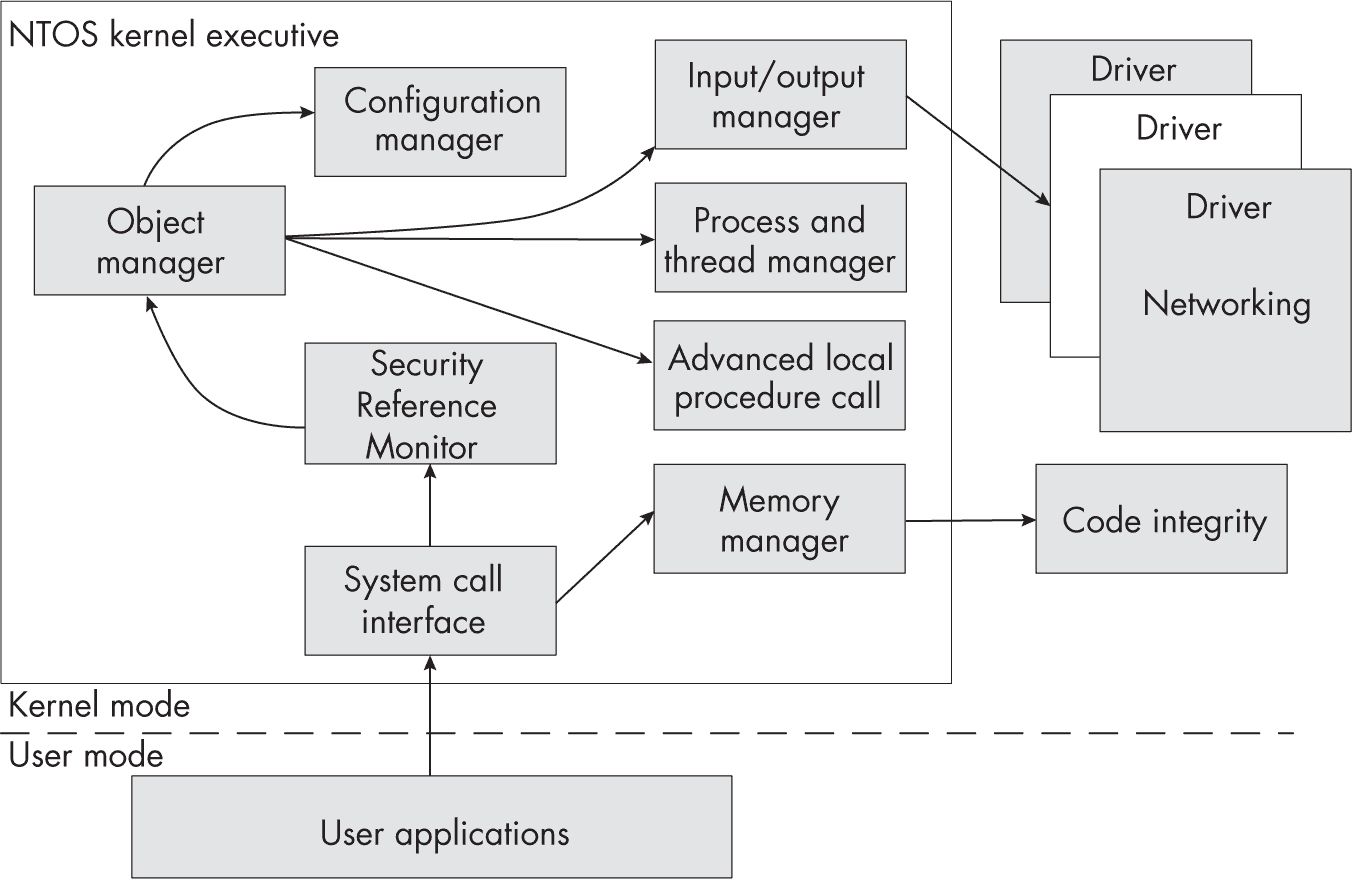 NTOS kernel executive
Configuration
manager
Input/output
manager
Driver
Driver
Driver
Networking
Object
manager
Process and
thread manager
Security
Reference
Monitor
Advanced local
procedure call
System call
interface
Memory
manager
Code integrity
Kernel mode
User mode
User applications